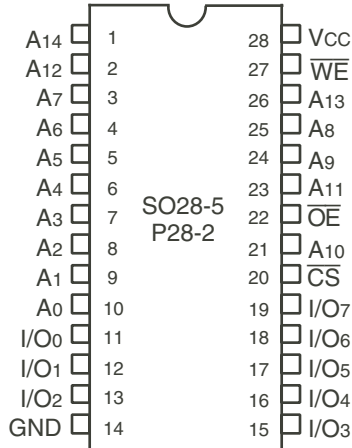 A14 1 28 VCC
A12 2 27 W̅E̅
A7 3 26 A13
A6 4 25 A8
A5 5 24 A9
A4 6 23 A11
SO28-5
A3 7 22 O̅E̅
P28-2
A2 8 21 A10
A1 9 20 C̅S̅
A0 10 19 I/O7
I/O0 11 18 I/O6
I/O1 12 17 I/O5
I/O2 13 16 I/O4
GND 14 15 I/O3